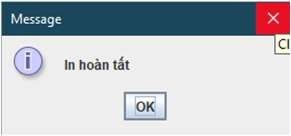 Message
In hoàn tất
OK